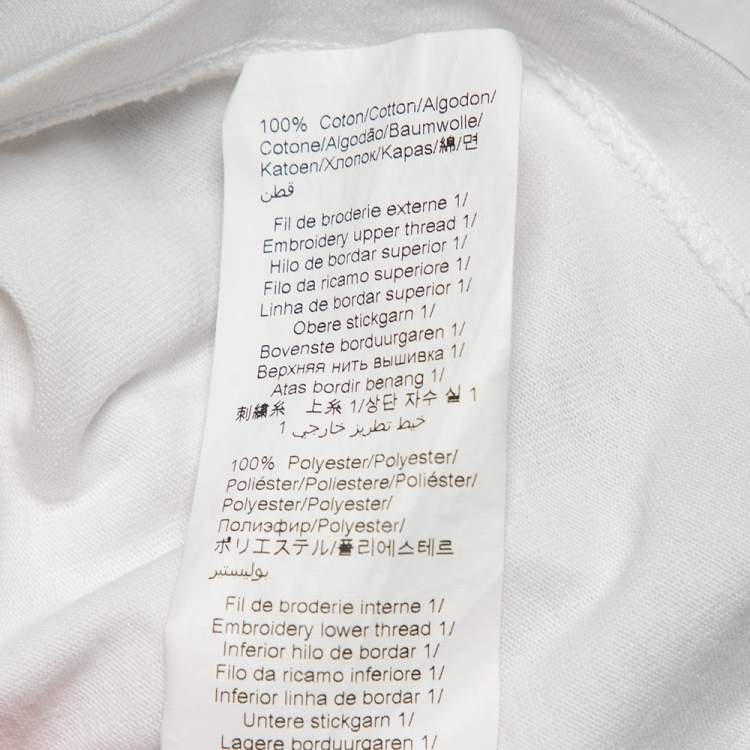 100% Coton/Cotton/Algodon/
Cotone/Algodão/Baumwolle/
Katoen/Хлопок/Kapas/綿/면
قطن
Fil de broderie externe 1/
Embroidery upper thread 1/
Hilo de bordar superior 1/
Filo da ricamo superiore 1/
Linha de bordar superior 1/
Obere stickgarn 1/
Bovenste borduurgaren 1/
Верхняя нить вышивка 1/
Atas bordir benang 1/
刺繍糸 上糸 1/상단 자수 실 1
خيط تطريز خارجي 1
100% Polyester/Polyester/
Poliéster/Poliestere/Poliéster/
Polyester/Polyester/
Полиэфир/Polyester/
ポリエステル/폴리에스테르
بوليستير
Fil de broderie interne 1/
Embroidery lower thread 1/
Inferior hilo de bordar 1/
Filo da ricamo inferiore 1/
Inferior linha de bordar 1/
Untere stickgarn 1/
Lagere borduurgaren 1/